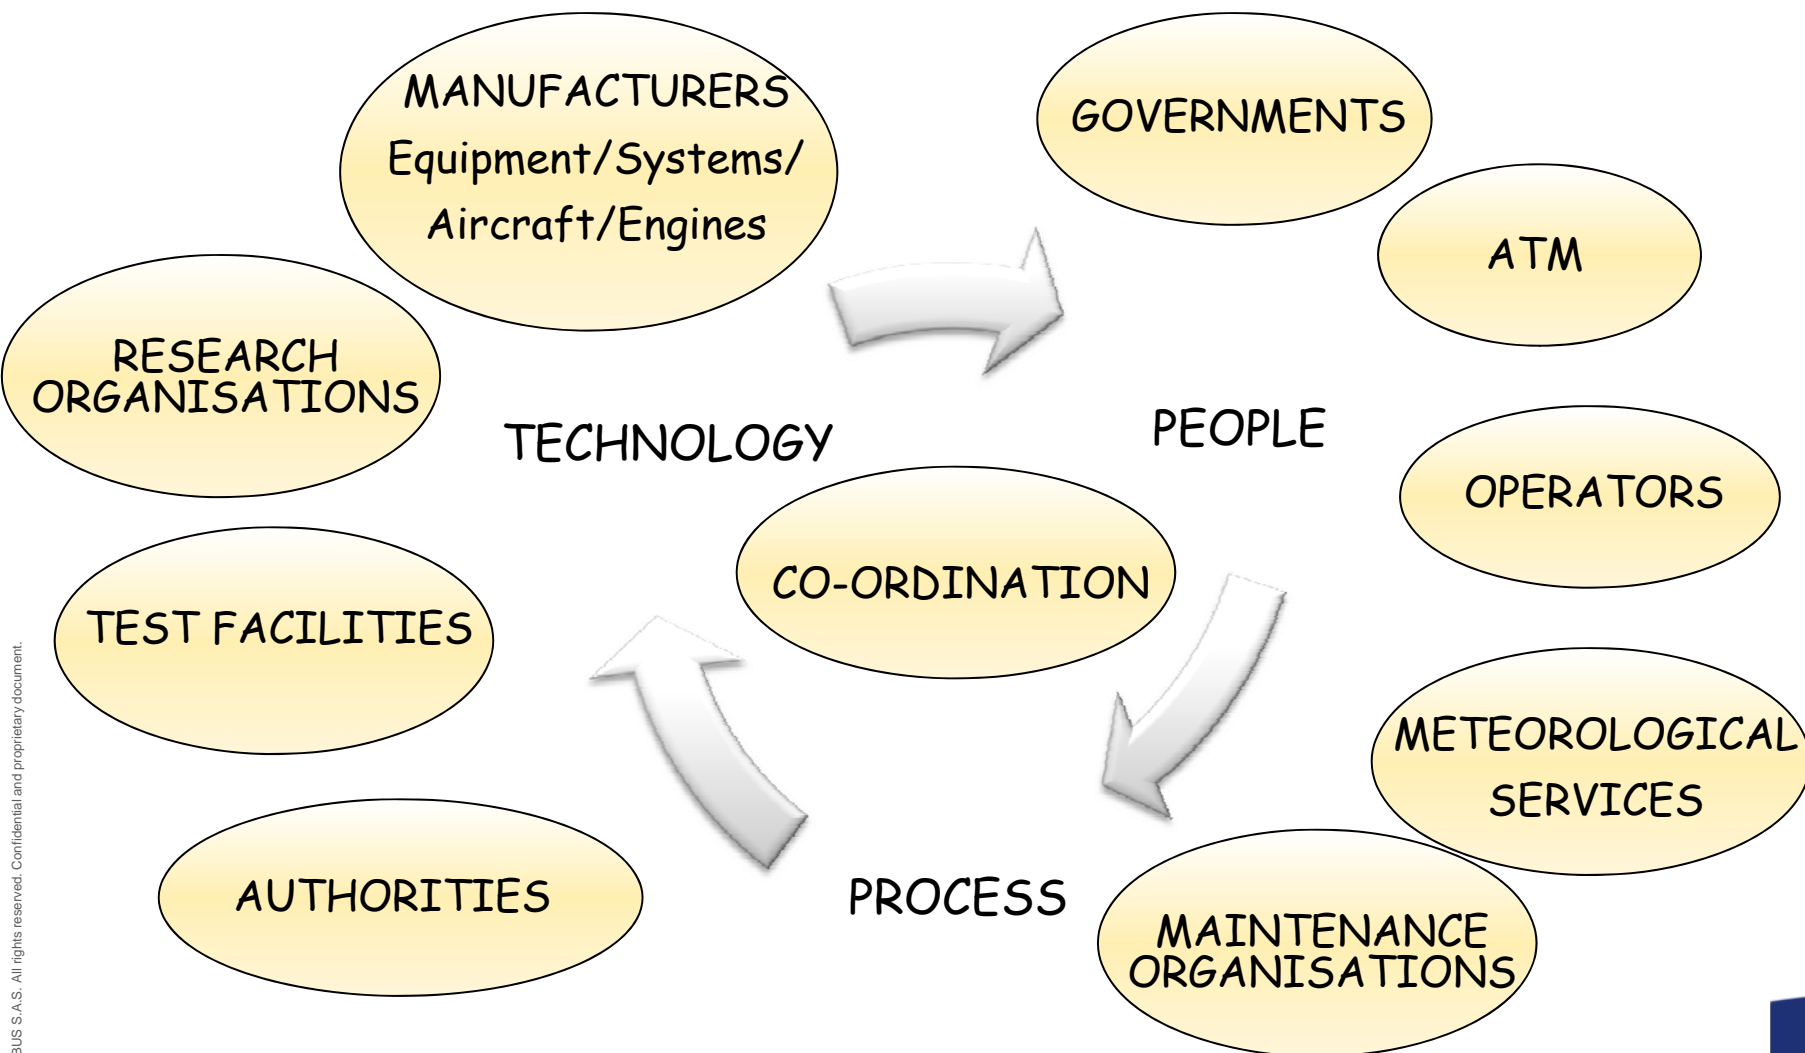 MANUFACTURERS
Equipment/Systems/
Aircraft/Engines
GOVERNMENTS
ATM
RESEARCH
ORGANISATIONS
TECHNOLOGY
PEOPLE
OPERATORS
CO-ORDINATION
TEST FACILITIES
METEOROLOGICAL
SERVICES
AUTHORITIES
PROCESS
MAINTENANCE
ORGANISATIONS
S.A.S. All rights reserved. Confidential and proprietary document.